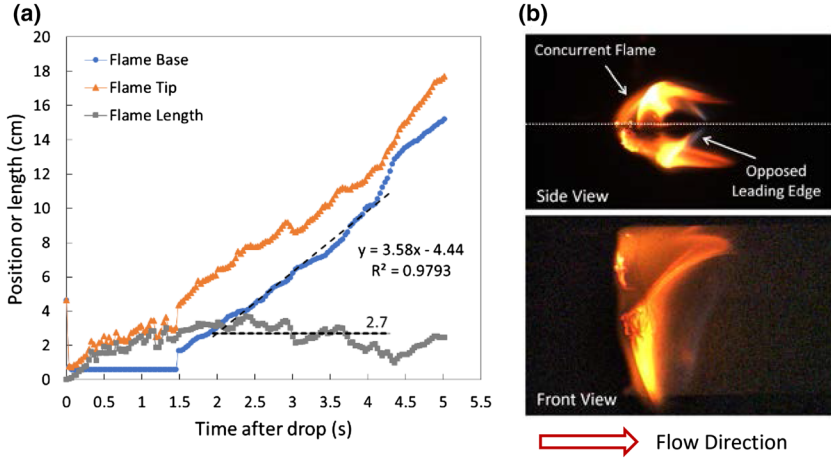 (a)
20
18
16
14
12
10
8
6
4
2
0
Position or length (cm)
Flame Base
Flame Tip
Flame Length
y = 3.58x - 4.44
R² = 0.9793
2.7
0 0.5 1 1.5 2 2.5 3 3.5 4 4.5 5 5.5
Time after drop (s)
(b)
Concurrent Flame
Opposed
Leading Edge
Side View
Front View
Flow Direction